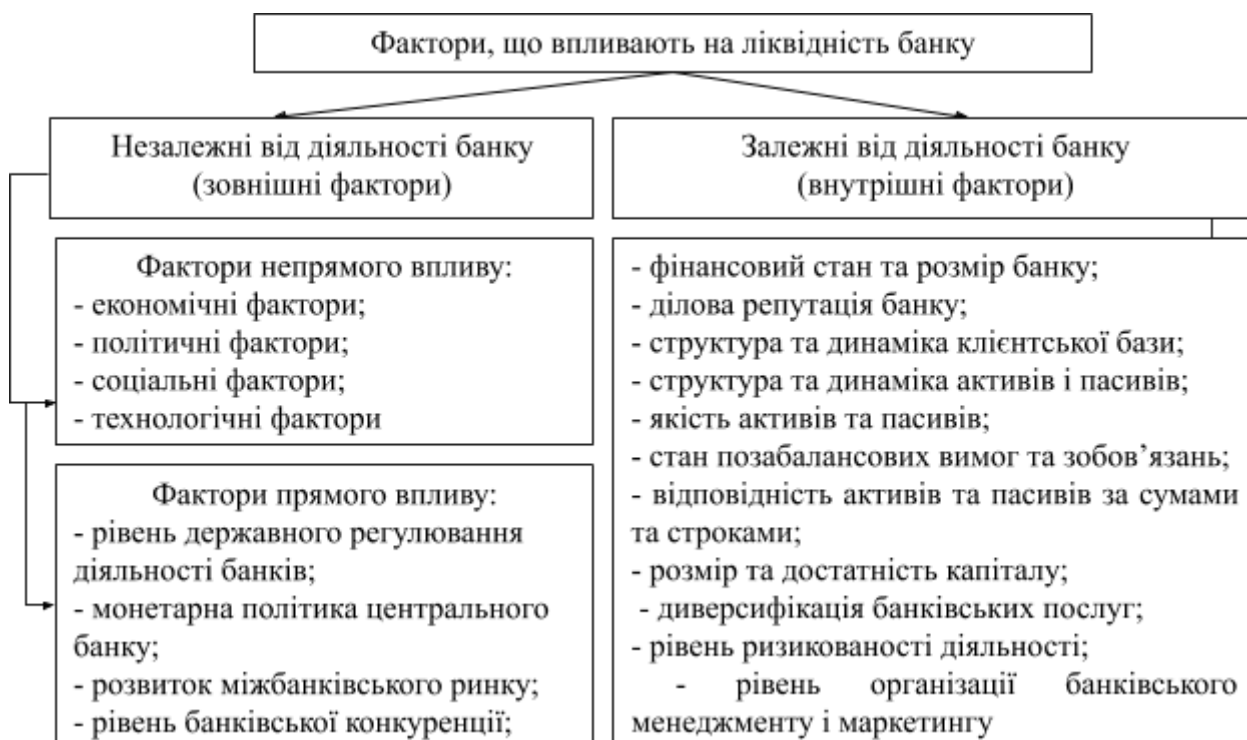 Фактори, що впливають на ліквідність банку
Незалежні від діяльності банку
(зовнішні фактори)
Фактори непрямого впливу:
- економічні фактори;
- політичні фактори;
- соціальні фактори;
- технологічні фактори
Фактори прямого впливу:
- рівень державного регулювання
діяльності банків;
- монетарна політика центрального
банку;
- розвиток міжбанківського ринку;
- рівень банківської конкуренції;
Залежні від діяльності банку
(внутрішні фактори)
- фінансовий стан та розмір банку;
- ділова репутація банку;
- структура та динаміка клієнтської бази;
- структура та динаміка активів і пасивів;
- якість активів та пасивів;
- стан позабалансових вимог та зобов’язань;
- відповідність активів та пасивів за сумами
та строками;
- розмір та достатність капіталу;
- диверсифікація банківських послуг;
- рівень ризикованості діяльності;
- рівень організації банківського
менеджменту і маркетингу